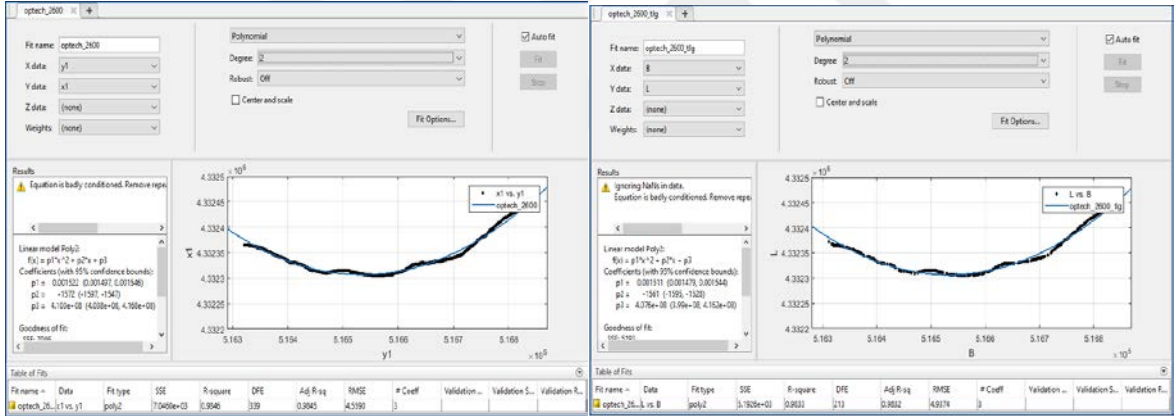 optech_2600
Fit name: optech_2600
X data: y1
Y data: x1
Z data: (none)
Weights: (none)
Polynomial
Degree: 2
Robust: Off
Center and scale
Fit Options...
Auto fit
Fit
Stop
Results
Equation is badly conditioned. Remove repe
Linear model Poly2:
f(x) = p1*x^2 + p2*x + p3
Coefficients (with 95% confidence bounds):
p1 = 0.001522 (0.001497, 0.001546)
p2 = -1572 (-1597, -1547)
Goodness of fit:
× 10⁶
4.3325
4.33245
4.3324
4.33235
4.3323
4.33225
4.3322
x1
5.163
5.164
5.165
5.166
5.167
5.168
× 10⁵
y1
x1 vs. y1
optech_2600
Table of Fits
Fit name Data Fit type SSE R-square DFE Adj R-sq RMSE # Coeff Validation ... Validation S... Validation R...
optech_26... x1 vs. y1 poly2 7.0460e+03 0.9846 339 0.9845 4.5590 3
optech_2600_tlg
Fit name: optech_2600_tlg
X data: B
Y data: L
Z data: (none)
Weights: (none)
Polynomial
Degree: 2
Robust: Off
Center and scale
Fit Options...
Auto fit
Fit
Stop
Results
Ignoring NaNs in data.
Equation is badly conditioned. Remove repe
Linear model Poly2:
f(x) = p1*x^2 + p2*x + p3
Coefficients (with 95% confidence bounds):
p1 = 0.001511 (0.001479, 0.001544)
p2 = -1561 (-1595, -1528)
p3 = 4.076e+08 (3.99e+08, 4.162e+08)
Goodness of fit:
× 10⁶
4.3325
4.33245
4.3324
4.33235
4.3323
4.33225
4.3322
L
5.163
5.164
5.165
5.166
5.167
5.168
× 10⁵
B
L vs. B
optech_2600_tlg
Table of Fits
Fit name Data Fit type SSE R-square DFE Adj R-sq RMSE # Coeff Validation ... Validation S... Validation R...
optech_26... L vs. B poly2 5.1926e+03 0.9833 213 0.9832 4.9374 3